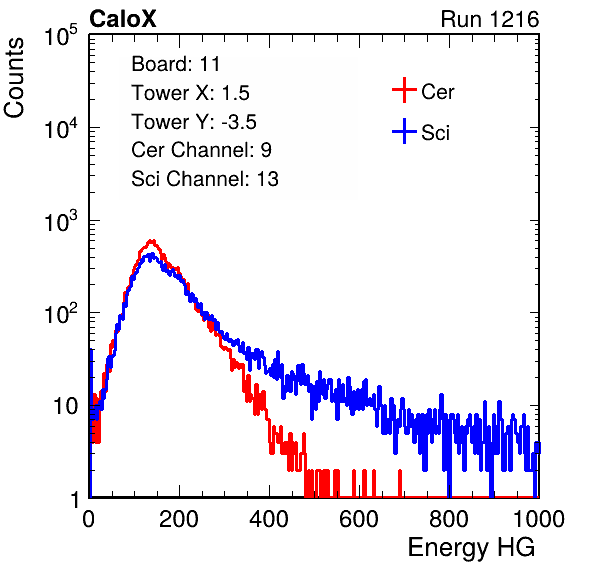 CaloX Run 1216
Counts
Board: 11
Tower X: 1.5
Tower Y: -3.5
Cer Channel: 9
Sci Channel: 13
Cer
Sci
10^5
10^4
10^3
10^2
10
1
0 200 400 600 800 1000
Energy HG